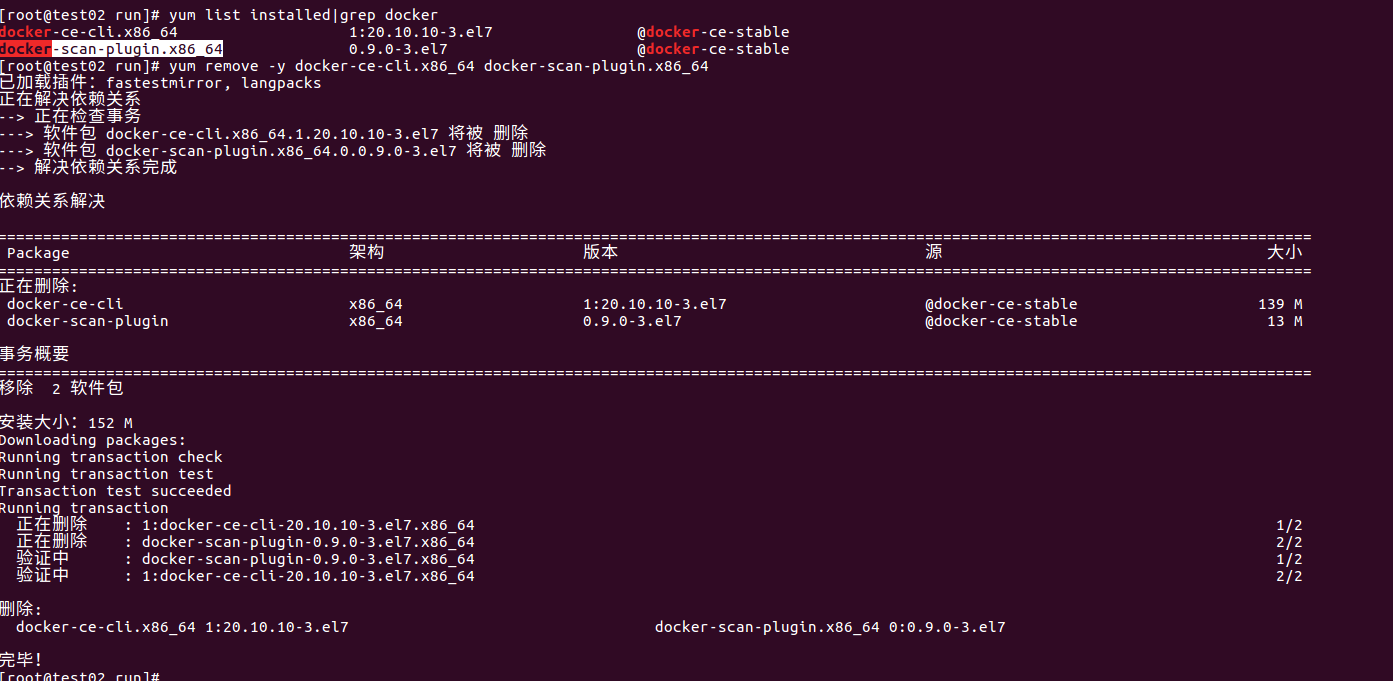 [root@test02 run]# yum list installed|grep docker
docker-ce-cli.x86_64 1:20.10.10-3.el7 @docker-ce-stable
docker-scan-plugin.x86_64 0.9.0-3.el7 @docker-ce-stable
[root@test02 run]# yum remove -y docker-ce-cli.x86_64 docker-scan-plugin.x86_64
已加载插件：fastestmirror, langpacks
正在解决依赖关系
--> 正在检查事务
---> 软件包 docker-ce-cli.x86_64.1.20.10.10-3.el7 将被 删除
---> 软件包 docker-scan-plugin.x86_64.0.0.9.0-3.el7 将被 删除
--> 解决依赖关系完成
依赖关系解决
Package 架构 版本 源 大小
正在删除:
docker-ce-cli x86_64 1:20.10.10-3.el7 @docker-ce-stable 139 M
docker-scan-plugin x86_64 0.9.0-3.el7 @docker-ce-stable 13 M
事务概要
移除 2 软件包
安装大小：152 M
Downloading packages:
Running transaction check
Running transaction test
Transaction test succeeded
Running transaction
正在删除 : 1:docker-ce-cli-20.10.10-3.el7.x86_64 1/2
正在删除 : docker-scan-plugin-0.9.0-3.el7.x86_64 2/2
验证中 : docker-scan-plugin-0.9.0-3.el7.x86_64 1/2
验证中 : 1:docker-ce-cli-20.10.10-3.el7.x86_64 2/2
删除:
docker-ce-cli.x86_64 1:20.10.10-3.el7 docker-scan-plugin.x86_64 0:0.9.0-3.el7
完毕！
[root@test02 run]#